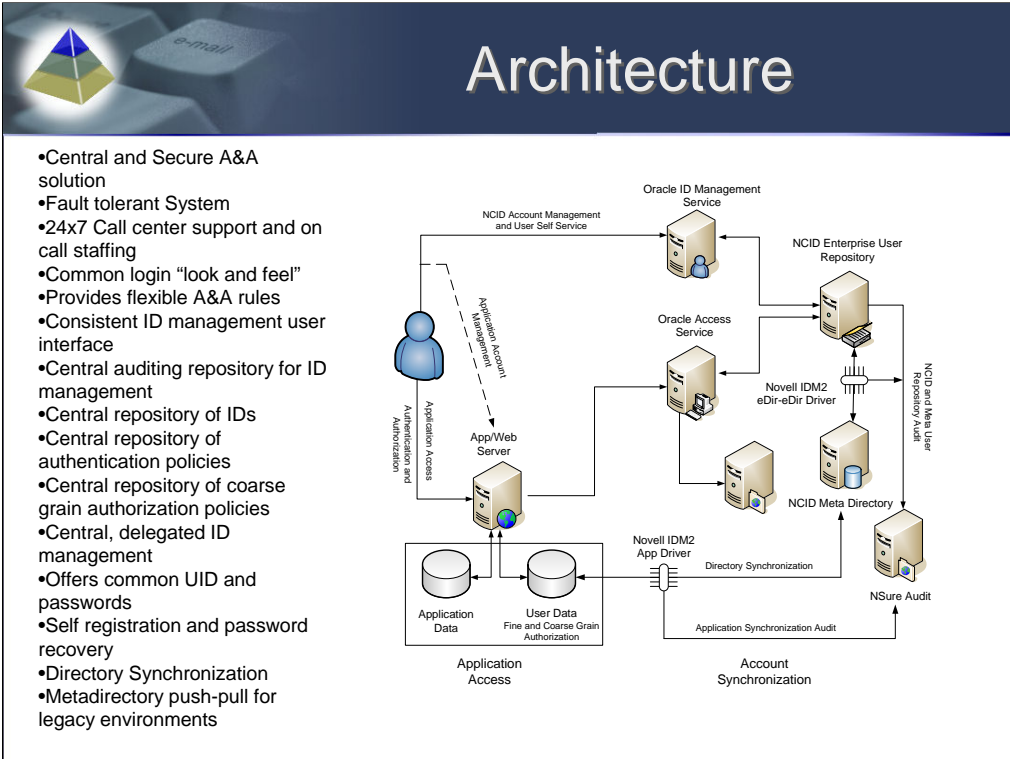 e-mail
Architecture
•Central and Secure A&A
solution
•Fault tolerant System
•24x7 Call center support and on
call staffing
•Common login “look and feel”
•Provides flexible A&A rules
•Consistent ID management user
interface
•Central auditing repository for ID
management
•Central repository of IDs
•Central repository of
authentication policies
•Central repository of coarse
grain authorization policies
•Central, delegated ID
management
•Offers common UID and
passwords
•Self registration and password
recovery
•Directory Synchronization
•Metadirectory push-pull for
legacy environments
Oracle ID Management
Service
NCID Account Management
and User Self Service
NCID Enterprise User
Repository
Application Account
Management
Oracle Access
Service
NCID and Meta User
Repository Audit
Novell IDM2
eDir-eDir Driver
Application Access
Authentication and
Authorization
App/Web
Server
NCID Meta Directory
Novell IDM2
App Driver
Directory Synchronization
NSure Audit
Application
Data
User Data
Fine and Coarse Grain
Authorization
Application Synchronization Audit
Application
Access
Account
Synchronization